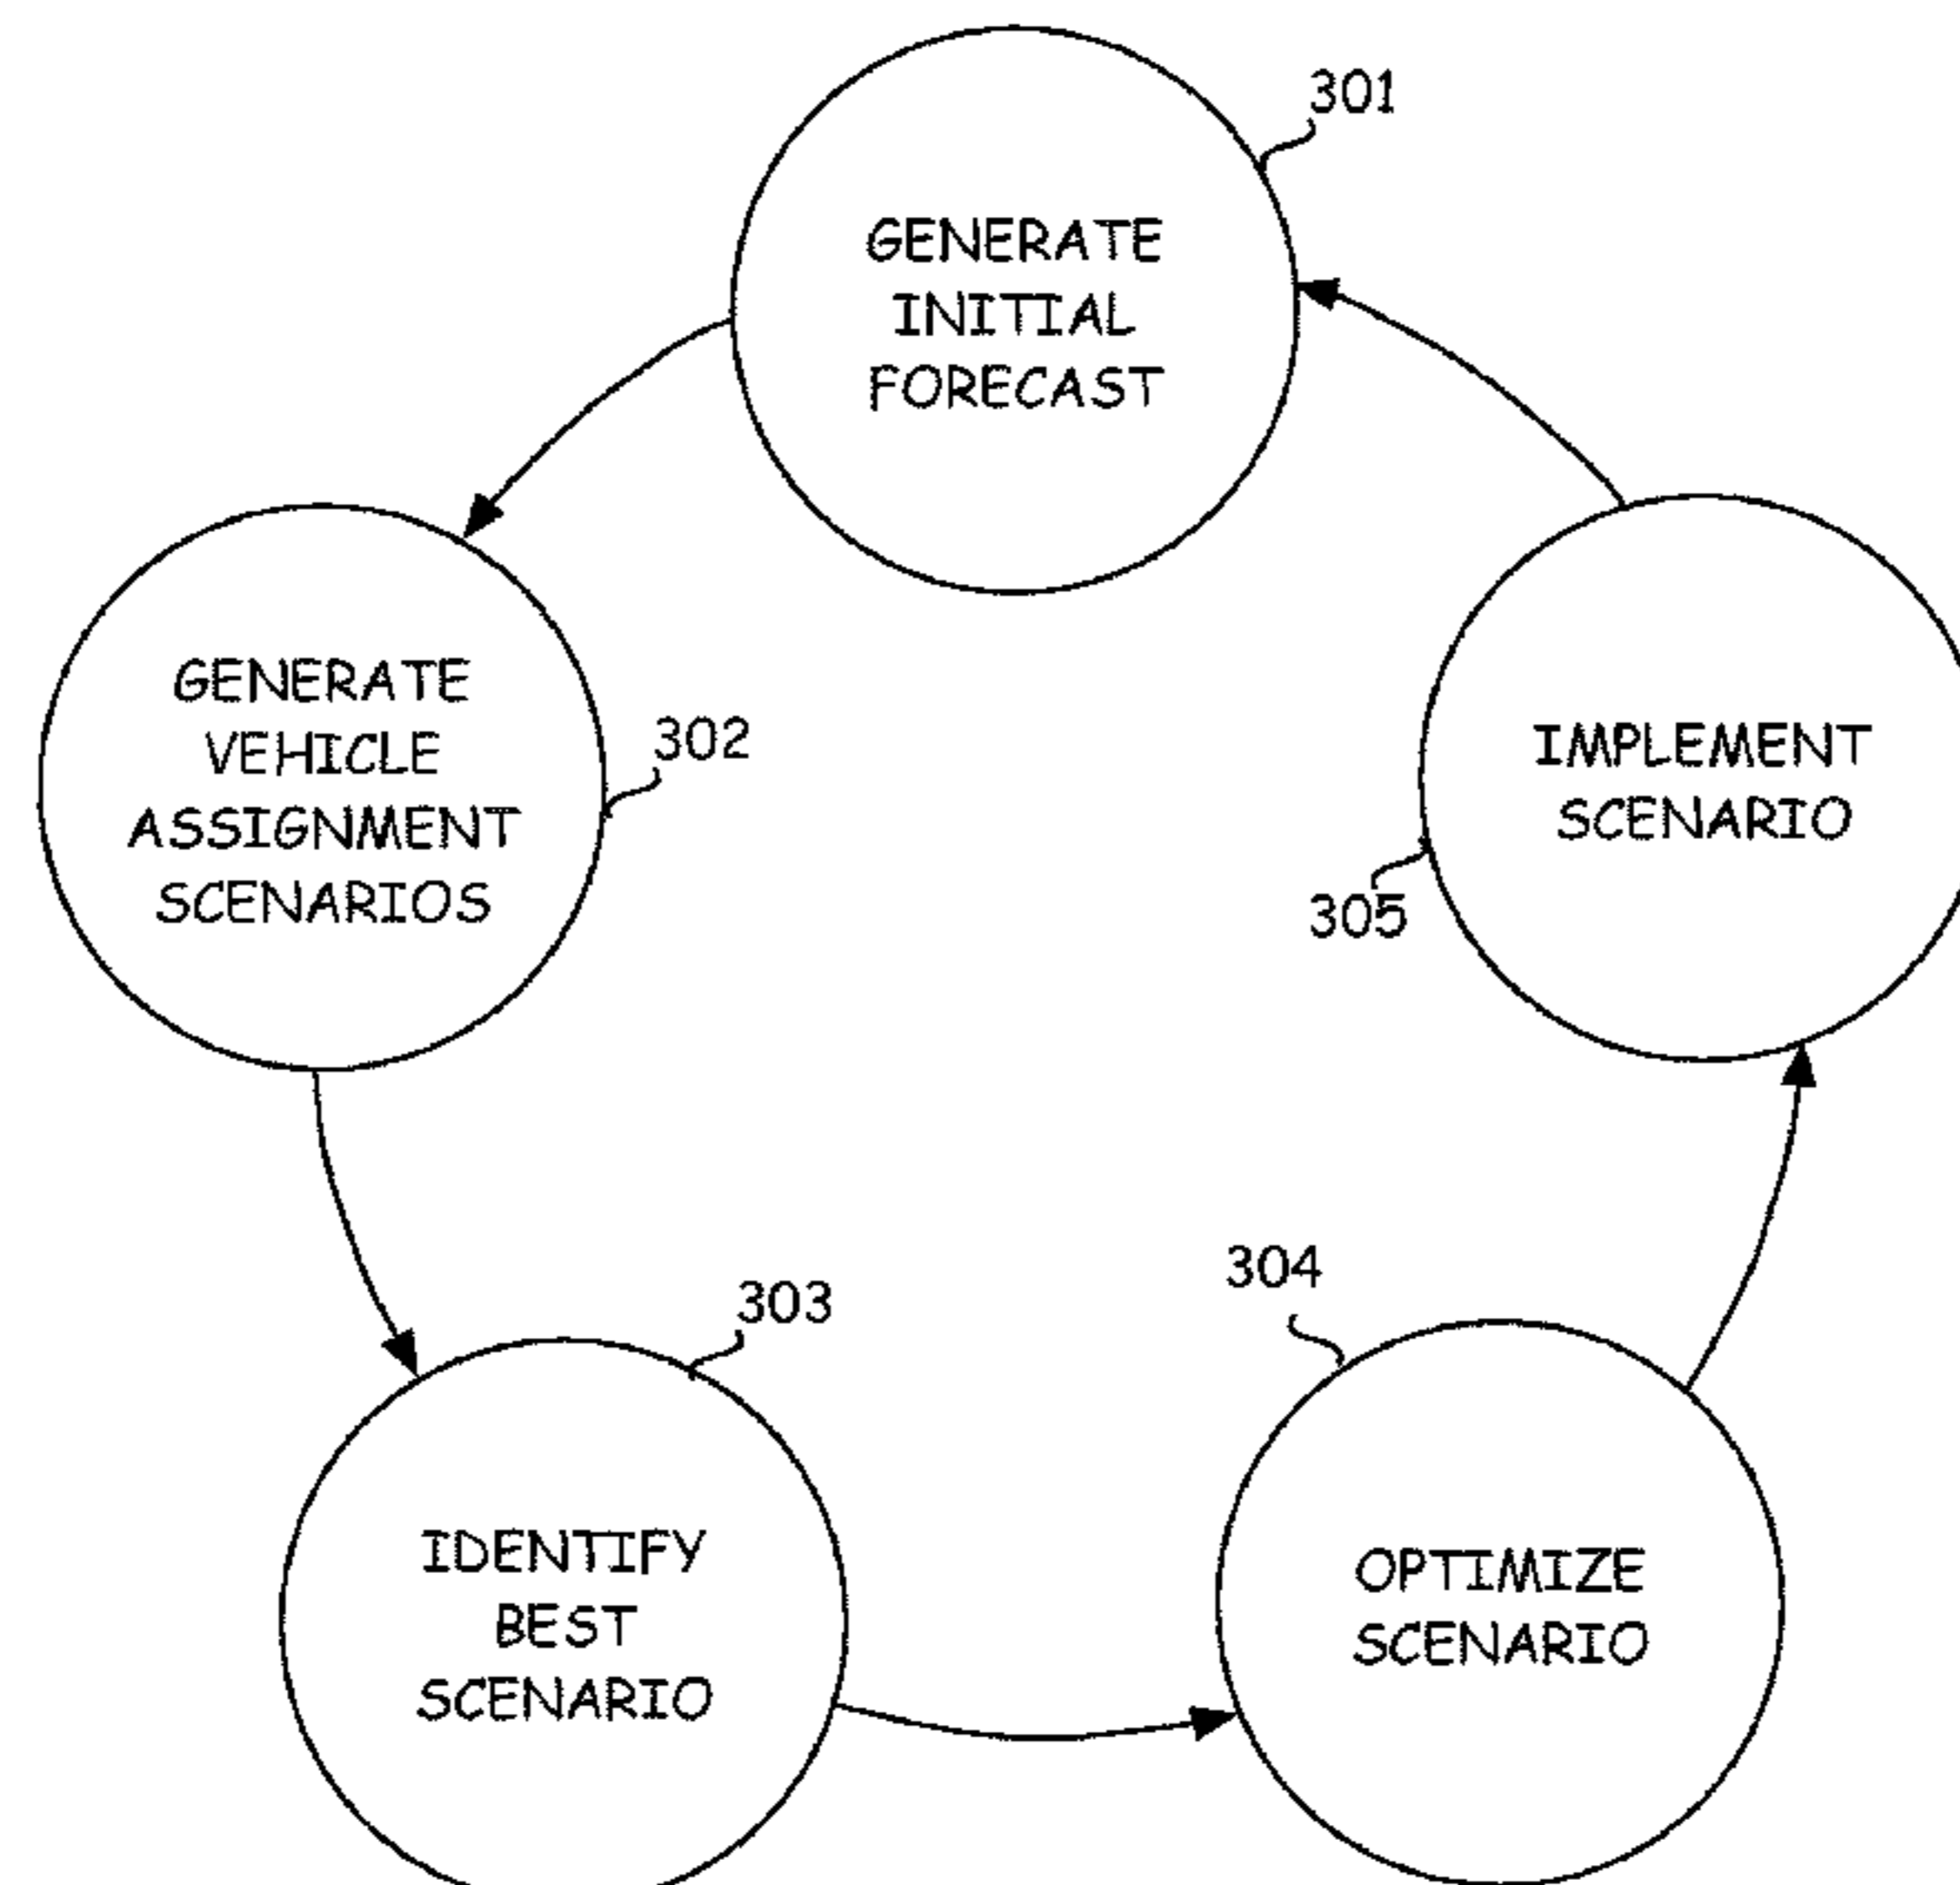 301
GENERATE
INITIAL
FORECAST
GENERATE
VEHICLE
ASSIGNMENT
SCENARIOS
302
IMPLEMENT
SCENARIO
305
303
IDENTIFY
BEST
SCENARIO
304
OPTIMIZE
SCENARIO